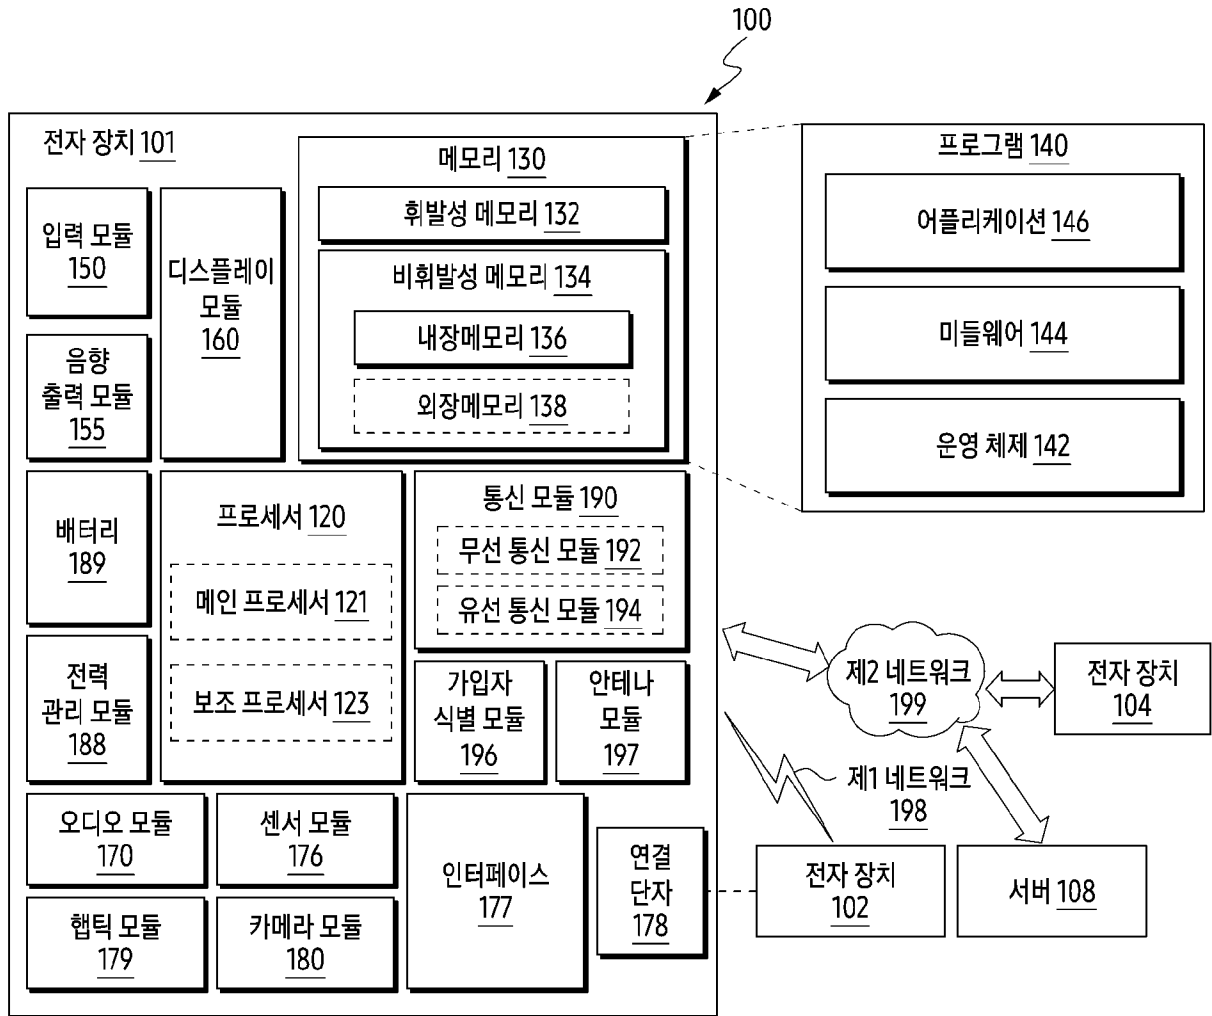 100
전자 장치 101
메모리 130
휘발성 메모리 132
비휘발성 메모리 134
내장메모리 136
외장메모리 138
프로그램 140
어플리케이션 146
미들웨어 144
운영 체제 142
입력 모듈
150
디스플레이
모듈
160
음향
출력 모듈
155
배터리
189
프로세서 120
메인 프로세서 121
보조 프로세서 123
통신 모듈 190
무선 통신 모듈 192
유선 통신 모듈 194
전력
관리 모듈
188
가입자
식별 모듈
196
안테나
모듈
197
제2 네트워크
199
전자 장치
104
제1 네트워크
198
오디오 모듈
170
센서 모듈
176
인터페이스
177
연결
단자
178
전자 장치
102
서버 108
햅틱 모듈
179
카메라 모듈
180